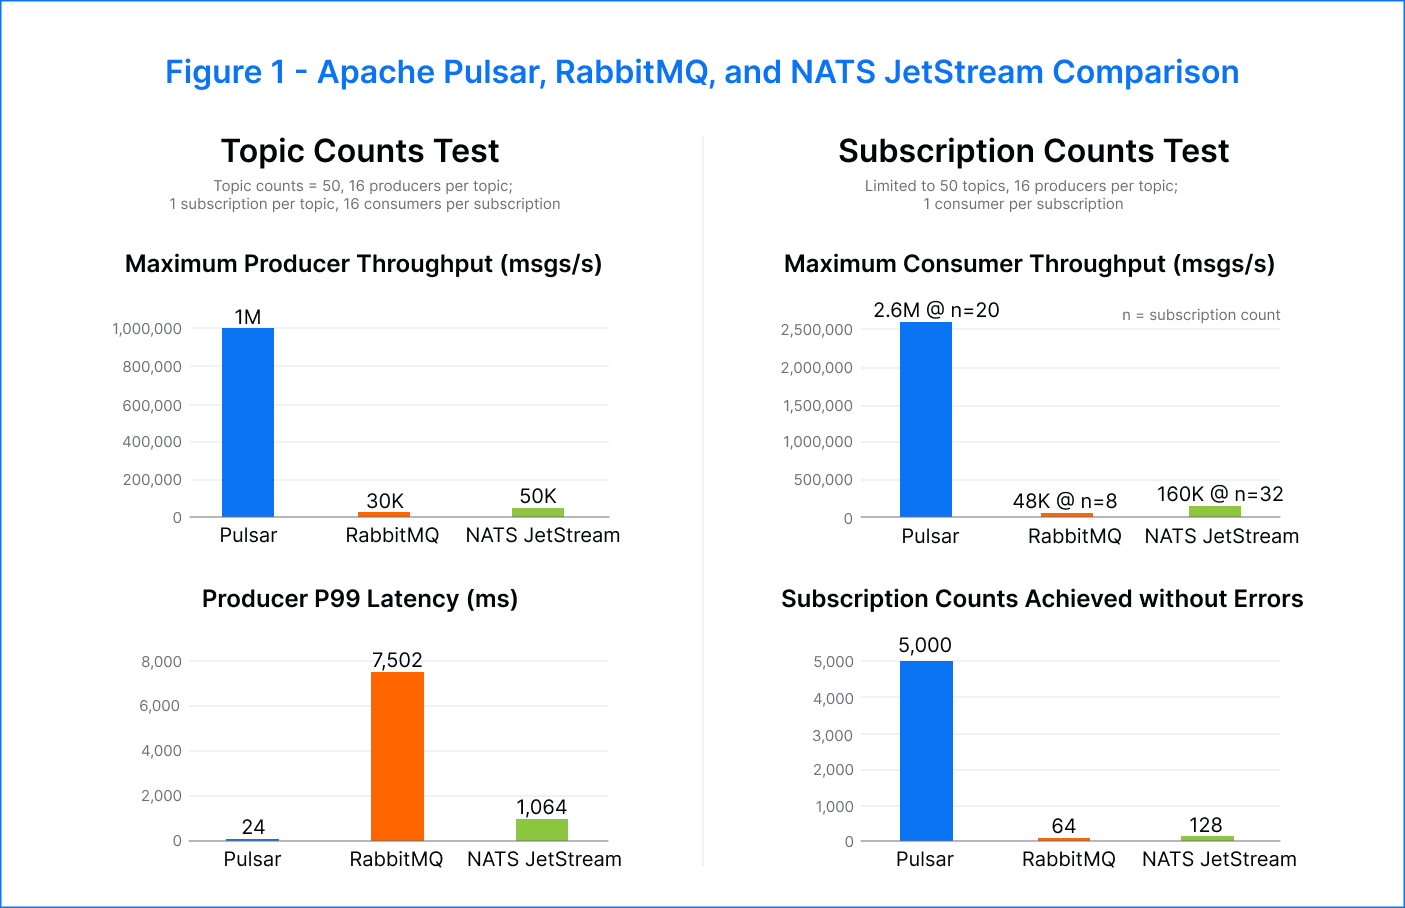 Figure 1 - Apache Pulsar, RabbitMQ, and NATS JetStream Comparison
Topic Counts Test
Topic counts = 50, 16 producers per topic;
1 subscription per topic, 16 consumers per subscription
Maximum Producer Throughput (msgs/s)
1M
1,000,000
800,000
600,000
400,000
200,000
0
30K
50K
Pulsar
RabbitMQ
NATS JetStream
Producer P99 Latency (ms)
8,000
6,000
4,000
2,000
0
24
7,502
1,064
Pulsar
RabbitMQ
NATS JetStream
Subscription Counts Test
Limited to 50 topics, 16 producers per topic;
1 consumer per subscription
Maximum Consumer Throughput (msgs/s)
2.6M @ n=20
n = subscription count
2,500,000
2,000,000
1,500,000
1,000,000
500,000
0
48K @ n=8
160K @ n=32
Pulsar
RabbitMQ
NATS JetStream
Subscription Counts Achieved without Errors
5,000
5,000
4,000
3,000
2,000
1,000
0
64
128
Pulsar
RabbitMQ
NATS JetStream